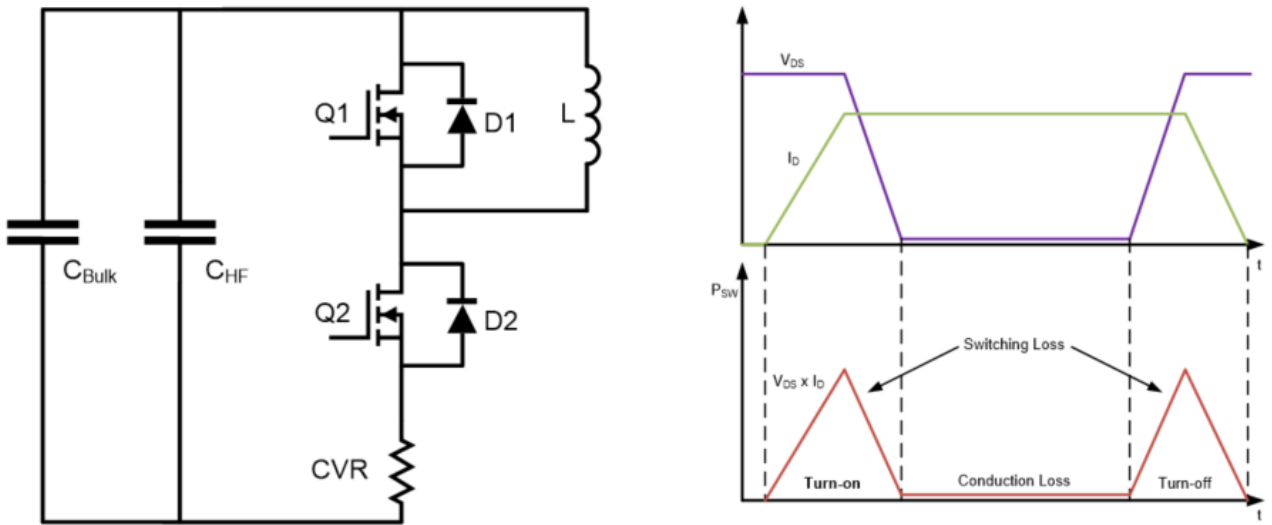 Q1
D1
L
C_Bulk
C_HF
Q2
D2
CVR
V_DS
I_D
t
P_SW
Switching Loss
V_DS x I_D
Turn-on
Conduction Loss
Turn-off
t